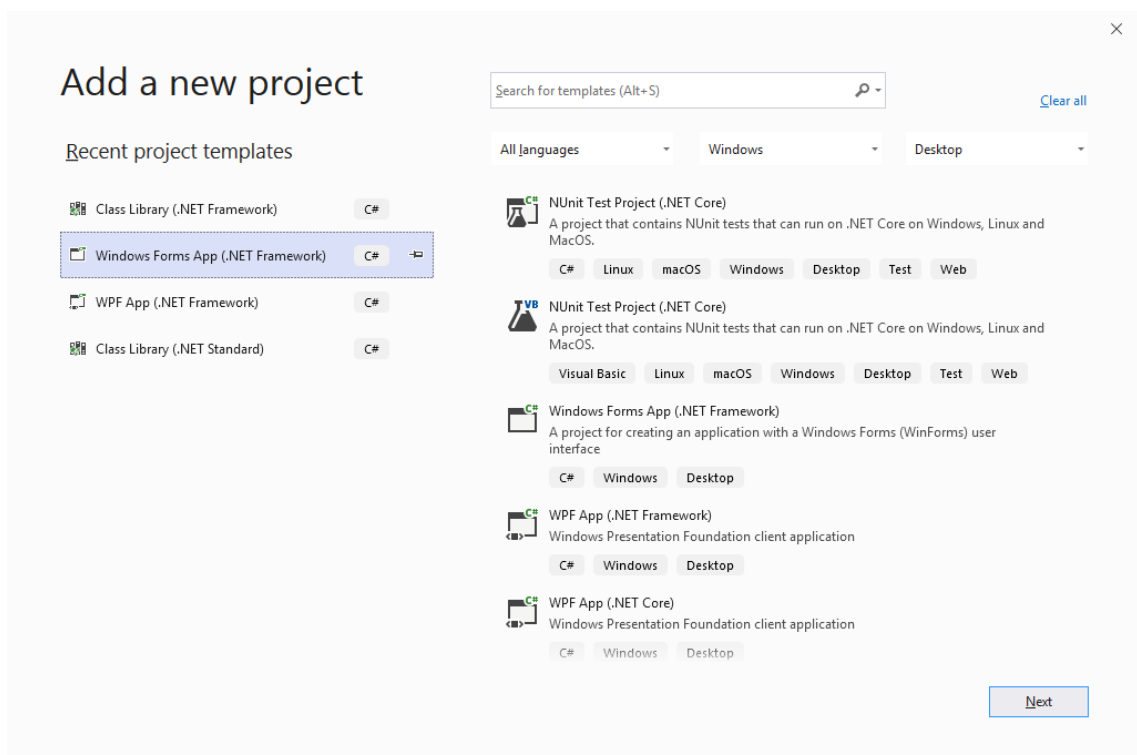 Add a new project
Search for templates (Alt+S)
Clear all
Recent project templates
All languages
Windows
Desktop
Class Library (.NET Framework)
C#
Windows Forms App (.NET Framework)
C#
WPF App (.NET Framework)
C#
Class Library (.NET Standard)
C#
C#
NUnit Test Project (.NET Core)
A project that contains NUnit tests that can run on .NET Core on Windows, Linux and
MacOS.
C# Linux macOS Windows Desktop Test Web
VB
NUnit Test Project (.NET Core)
A project that contains NUnit tests that can run on .NET Core on Windows, Linux and
MacOS.
Visual Basic Linux macOS Windows Desktop Test Web
C#
Windows Forms App (.NET Framework)
A project for creating an application with a Windows Forms (WinForms) user
interface
C# Windows Desktop
C#
WPF App (.NET Framework)
Windows Presentation Foundation client application
C# Windows Desktop
C#
WPF App (.NET Core)
Windows Presentation Foundation client application
C# Windows Desktop
Next